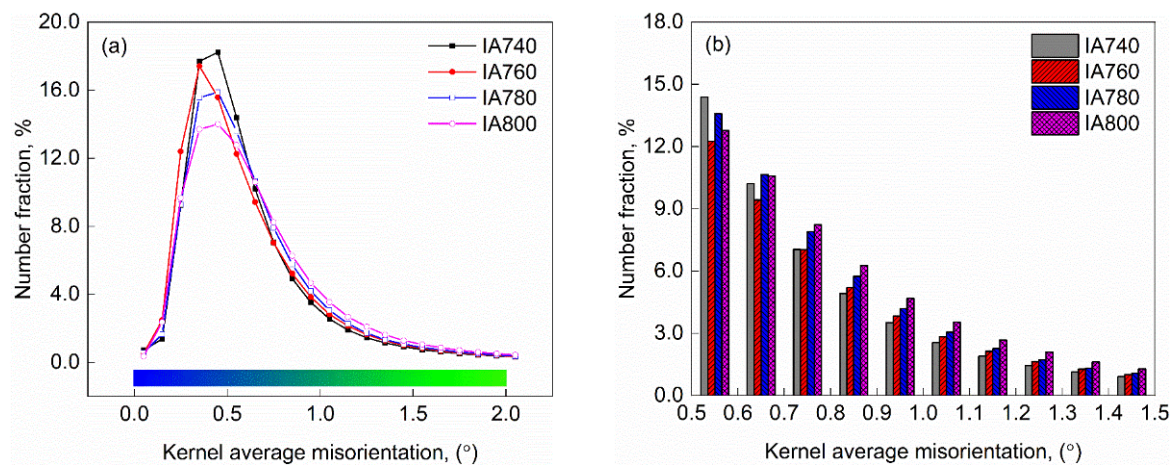 (a)
IA740
IA760
IA780
IA800
Number fraction, %
20.0
16.0
12.0
8.0
4.0
0.0
0.0 0.5 1.0 1.5 2.0
Kernel average misorientation, (°)
(b)
IA740
IA760
IA780
IA800
Number fraction, %
18.0
15.0
12.0
9.0
6.0
3.0
0.0
0.5 0.6 0.7 0.8 0.9 1.0 1.1 1.2 1.3 1.4 1.5
Kernel average misorientation, (°)